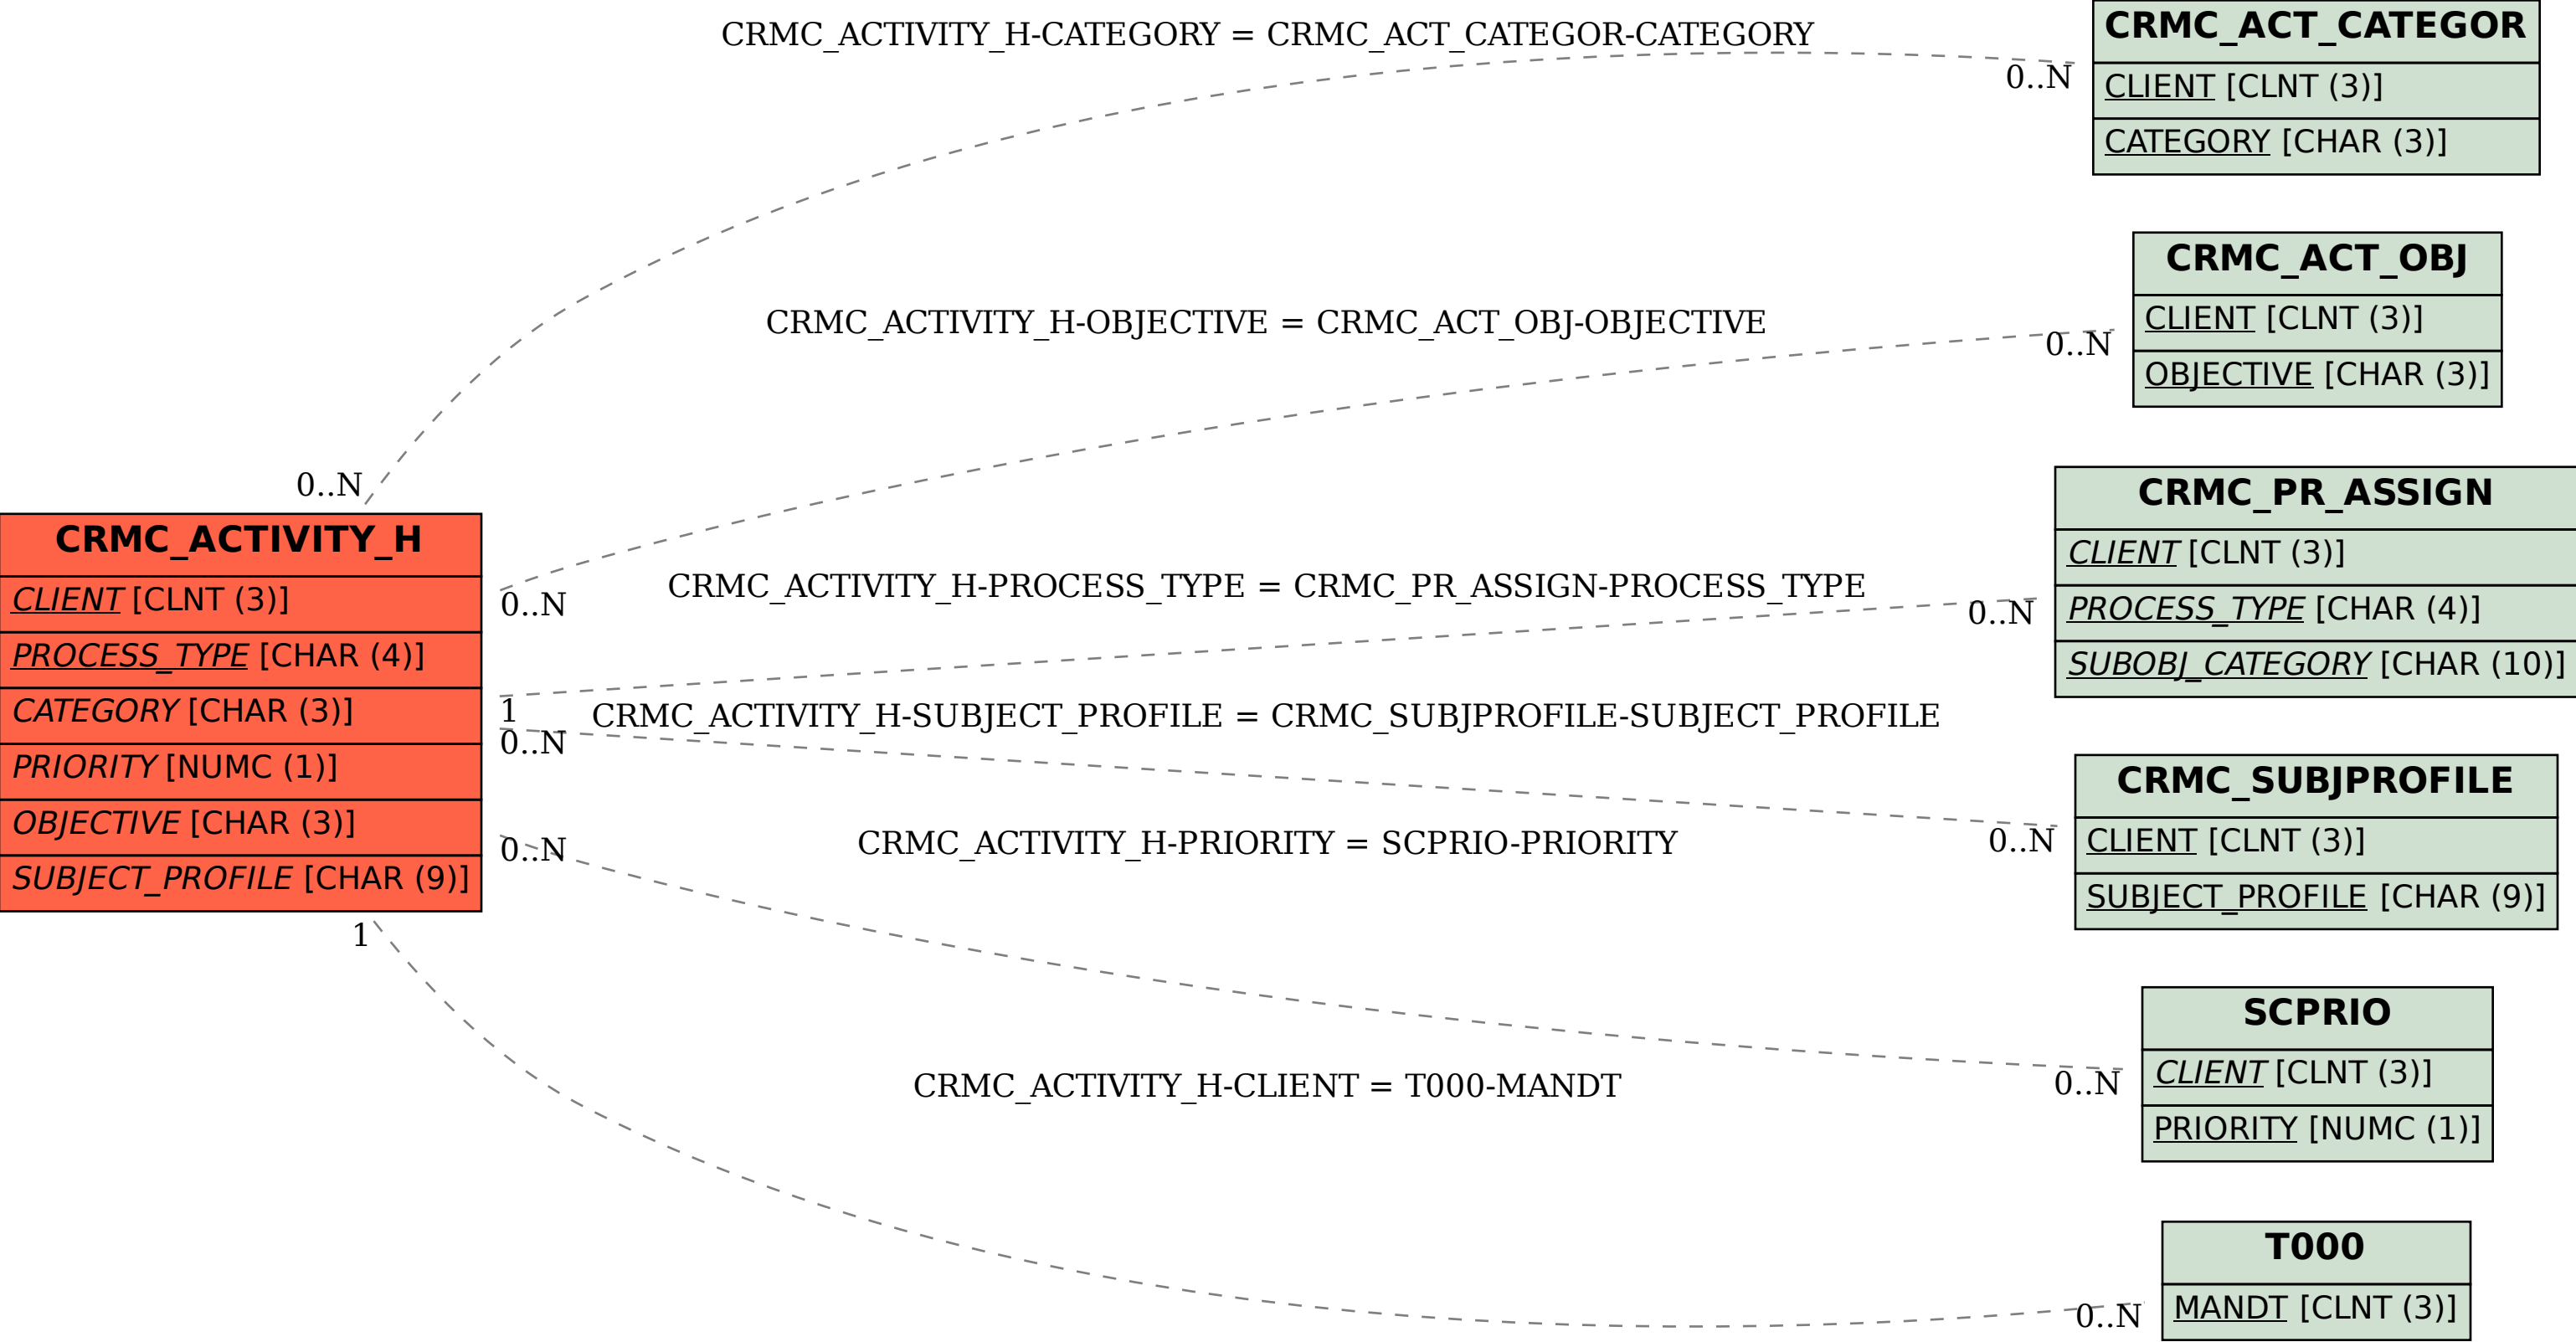 CRMC_ACTIVITY_H-CATEGORY = CRMC_ACT_CATEGOR-CATEGORY
0..N
0..N
CRMC_ACT_CATEGOR
CLIENT [CLNT (3)]
CATEGORY [CHAR (3)]
CRMC_ACTIVITY_H-OBJECTIVE = CRMC_ACT_OBJ-OBJECTIVE
0..N
0..N
CRMC_ACT_OBJ
CLIENT [CLNT (3)]
OBJECTIVE [CHAR (3)]
CRMC_ACTIVITY_H
CLIENT [CLNT (3)]
PROCESS_TYPE [CHAR (4)]
CATEGORY [CHAR (3)]
PRIORITY [NUMC (1)]
OBJECTIVE [CHAR (3)]
SUBJECT_PROFILE [CHAR (9)]
CRMC_ACTIVITY_H-PROCESS_TYPE = CRMC_PR_ASSIGN-PROCESS_TYPE
1
0..N
CRMC_PR_ASSIGN
CLIENT [CLNT (3)]
PROCESS_TYPE [CHAR (4)]
SUBOBJ_CATEGORY [CHAR (10)]
CRMC_ACTIVITY_H-SUBJECT_PROFILE = CRMC_SUBJPROFILE-SUBJECT_PROFILE
0..N
0..N
CRMC_SUBJPROFILE
CLIENT [CLNT (3)]
SUBJECT_PROFILE [CHAR (9)]
CRMC_ACTIVITY_H-PRIORITY = SCPRIO-PRIORITY
0..N
0..N
SCPRIO
CLIENT [CLNT (3)]
PRIORITY [NUMC (1)]
CRMC_ACTIVITY_H-CLIENT = T000-MANDT
1
0..N
T000
MANDT [CLNT (3)]